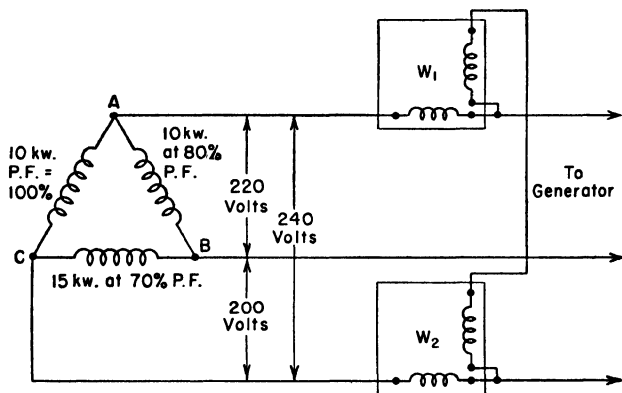 W1
A
10 kw.
P.F. =
100%
10 kw.
at 80%
P.F.
220
Volts
240
Volts
To
Generator
C
B
15 kw. at 70% P.F.
200
Volts
W2